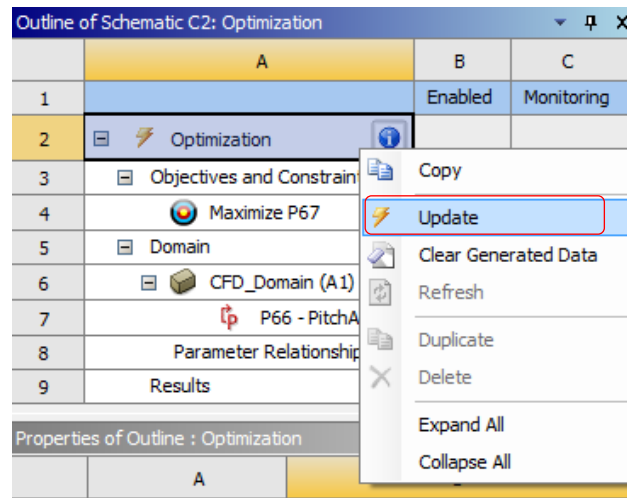 Outline of Schematic C2: Optimization
A B C
1 Enabled Monitoring
2 Optimization
3 Objectives and Constraint
4 Maximize P67
5 Domain
6 CFD_Domain (A1)
7 P66 - PitchA
8 Parameter Relationship
9 Results
Copy
Update
Clear Generated Data
Refresh
Duplicate
Delete
Expand All
Collapse All
Properties of Outline : Optimization
A